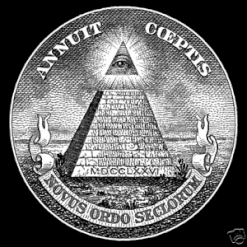 ANNUIT CŒPTIS
MDCCLXXVI
NOVUS ORDO SECLORUM